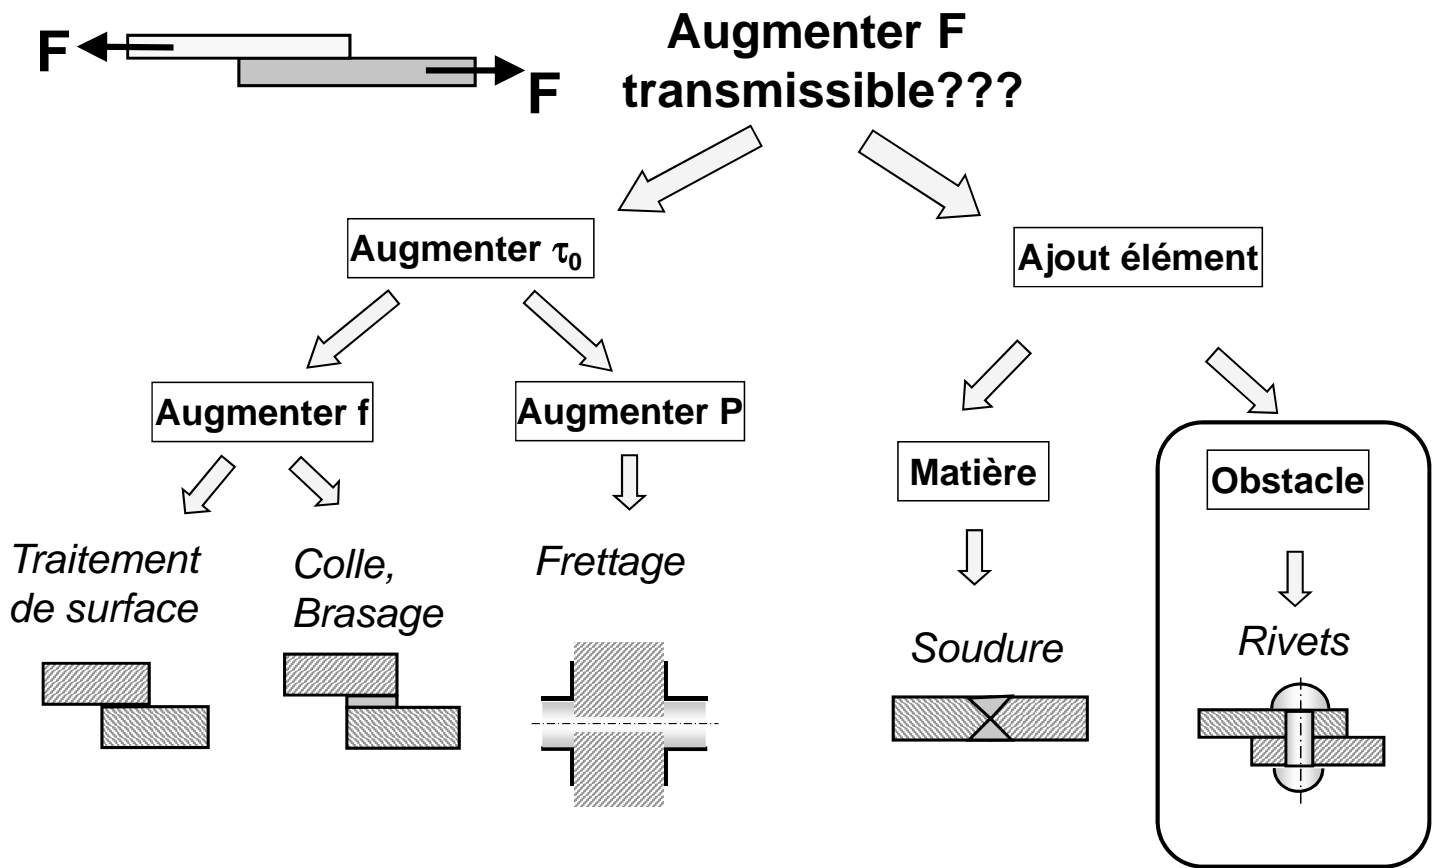 F
F
Augmenter F
transmissible???
Augmenter τ₀
Ajout élément
Augmenter f
Augmenter P
Matière
Obstacle
Traitement
de surface
Colle,
Brasage
Frettage
Soudure
Rivets